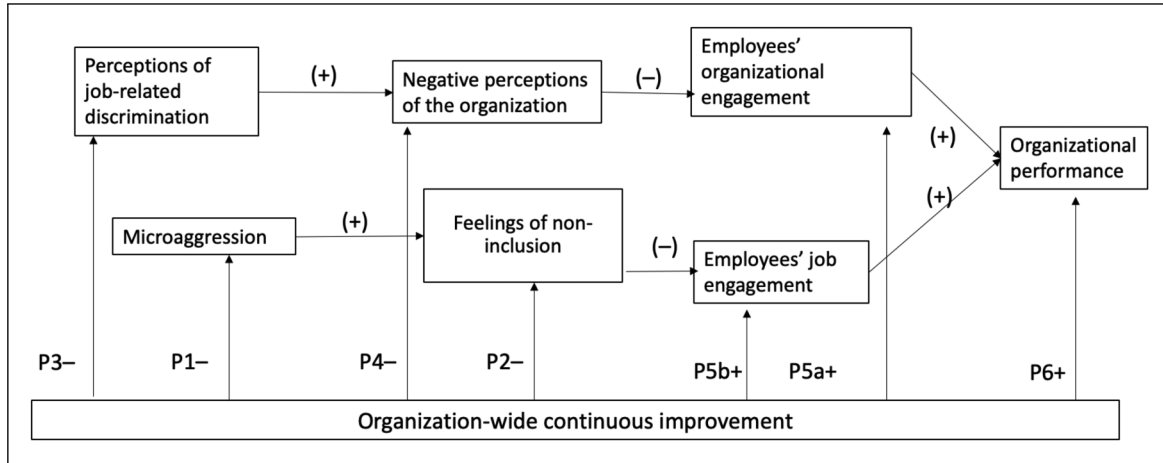 Perceptions of
job-related
discrimination
(+)
Negative perceptions
of the organization
(–)
Employees’
organizational
engagement
(+)
Organizational
performance
Microaggression
(+)
Feelings of non-
inclusion
(–)
Employees’ job
engagement
(+)
P3–
P1–
P4–
P2–
P5b+
P5a+
P6+
Organization-wide continuous improvement